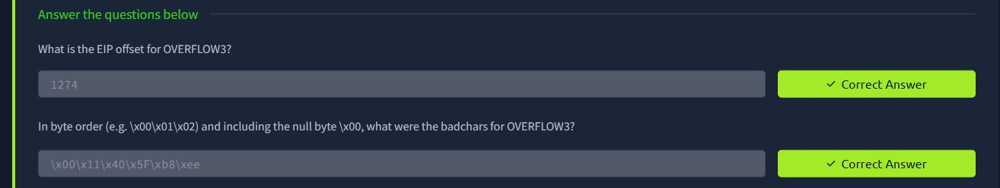 Answer the questions below
What is the EIP offset for OVERFLOW3?
1274
✓ Correct Answer
In byte order (e.g. \x00\x01\x02) and including the null byte \x00, what were the badchars for OVERFLOW3?
\x00\x11\x40\x5F\xb8\xee
✓ Correct Answer